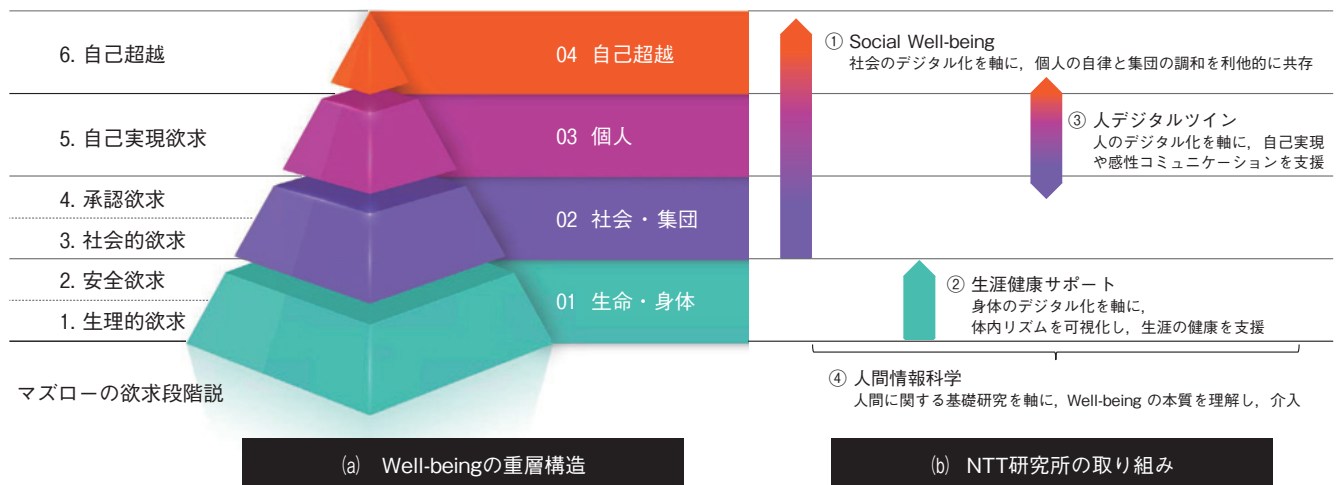 6. 自己超越
5. 自己実現欲求
4. 承認欲求
3. 社会的欲求
2. 安全欲求
1. 生理的欲求
マズローの欲求段階説
04 自己超越
03 個人
02 社会・集団
01 生命・身体
(a) Well-beingの重層構造
① Social Well-being
社会のデジタル化を軸に，個人の自律と集団の調和を利他的に共存
③ 人デジタルツイン
人のデジタル化を軸に，自己実現
や感性コミュニケーションを支援
② 生涯健康サポート
身体のデジタル化を軸に，
体内リズムを可視化し，生涯の健康を支援
④ 人間情報科学
人間に関する基礎研究を軸に，Well-being の本質を理解し，介入
(b) NTT研究所の取り組み